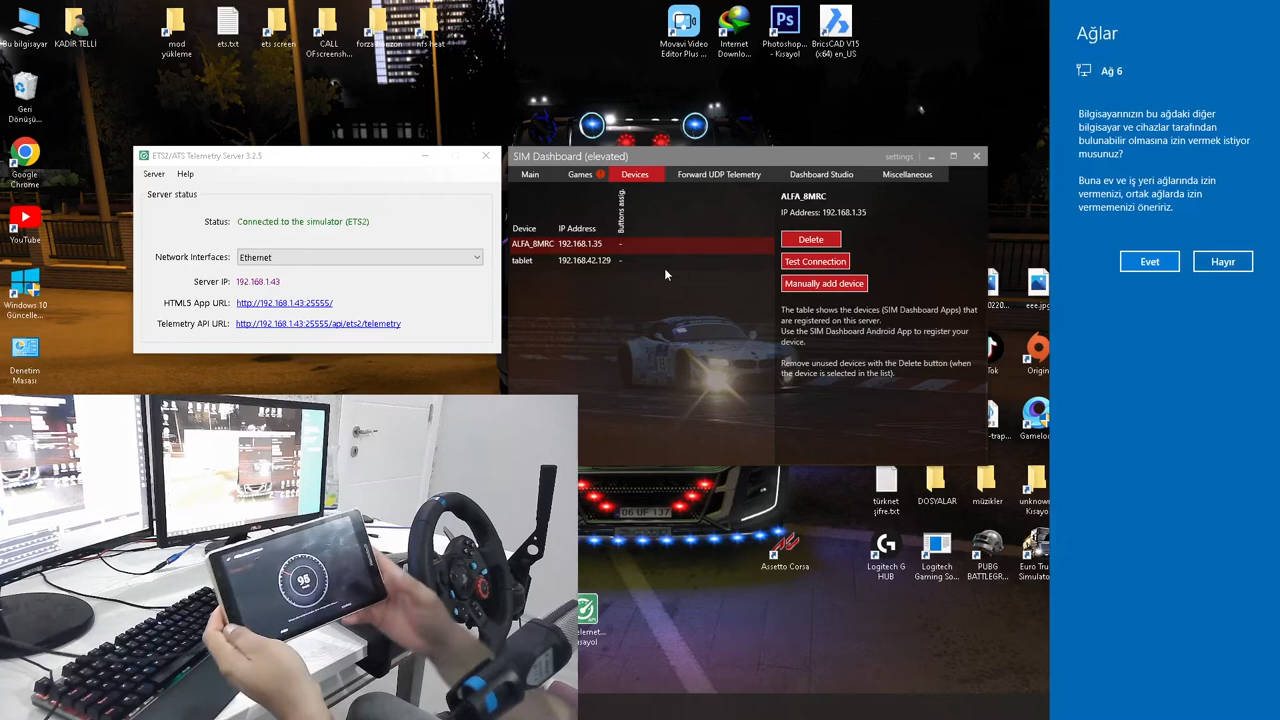 Bu bilgisayar
KADİR TELLİ
mod
yükleme
ets.txt
ets screen
CALL
OFscreensh...
nfs heat
Movavi Video
Editor Plus ...
Internet
Downlo...
Photoshop...
- Kısayol
BricsCAD V15
(x64) en_US
Geri
Dönüşü...
Google
Chrome
YouTube
Windows 10
Güncelle...
Denetim
Masası
ETS2/ATS Telemetry Server 3.2.5
Server
Help
Server status
Status:
Connected to the simulator (ETS2)
Network Interfaces:
Ethernet
Server IP:
192.168.1.43
HTML5 App URL:
http://192.168.1.43:25555/
Telemetry API URL:
http://192.168.1.43:25555/api/ets2/telemetry
SIM Dashboard (elevated)
settings
Main
Games
Devices
Forward UDP Telemetry
Dashboard Studio
Miscellaneous
Device
IP Address
Buttons assig.
ALFA_8MRC
192.168.1.35
-
tablet
192.168.42.129
-
ALFA_8MRC
IP Address: 192.168.1.35
Delete
Test Connection
Manually add device
The table shows the devices (SIM Dashboard Apps) that
are registered on this server.
Use the SIM Dashboard Android App to register your
device.
Remove unused devices with the Delete button (when
the device is selected in the list).
Ağlar
Ağ 6
Bilgisayarınızın bu ağdaki diğer
bilgisayar ve cihazlar tarafından
bulunabilir olmasına izin vermek istiyor
musunuz?
Buna ev ve iş yeri ağlarında izin
vermenizi, ortak ağlarda izin
vermemenizi öneririz.
Evet
Hayır
eee.jpg
Origin
türknet
şifre.txt
DOSYALAR
müzikler
unknow
Kısayol
06 UF 137
Assetto Corsa
Logitech G
HUB
Logitech
Gaming So...
PUBG
BATTLEGR...
Euro Tru
Simulato
95